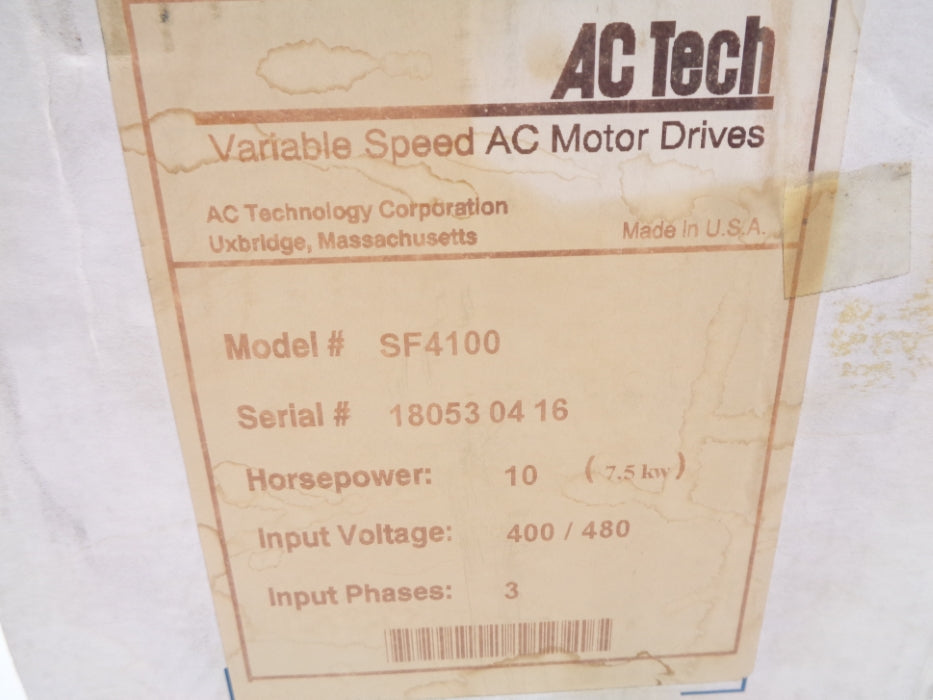 AC Tech
Variable Speed AC Motor Drives
AC Technology Corporation
Uxbridge, Massachusetts
Made in U.S.A.
Model # SF4100
Serial # 18053 04 16
Horsepower: 10 ( 7.5 kw )
Input Voltage: 400 / 480
Input Phases: 3